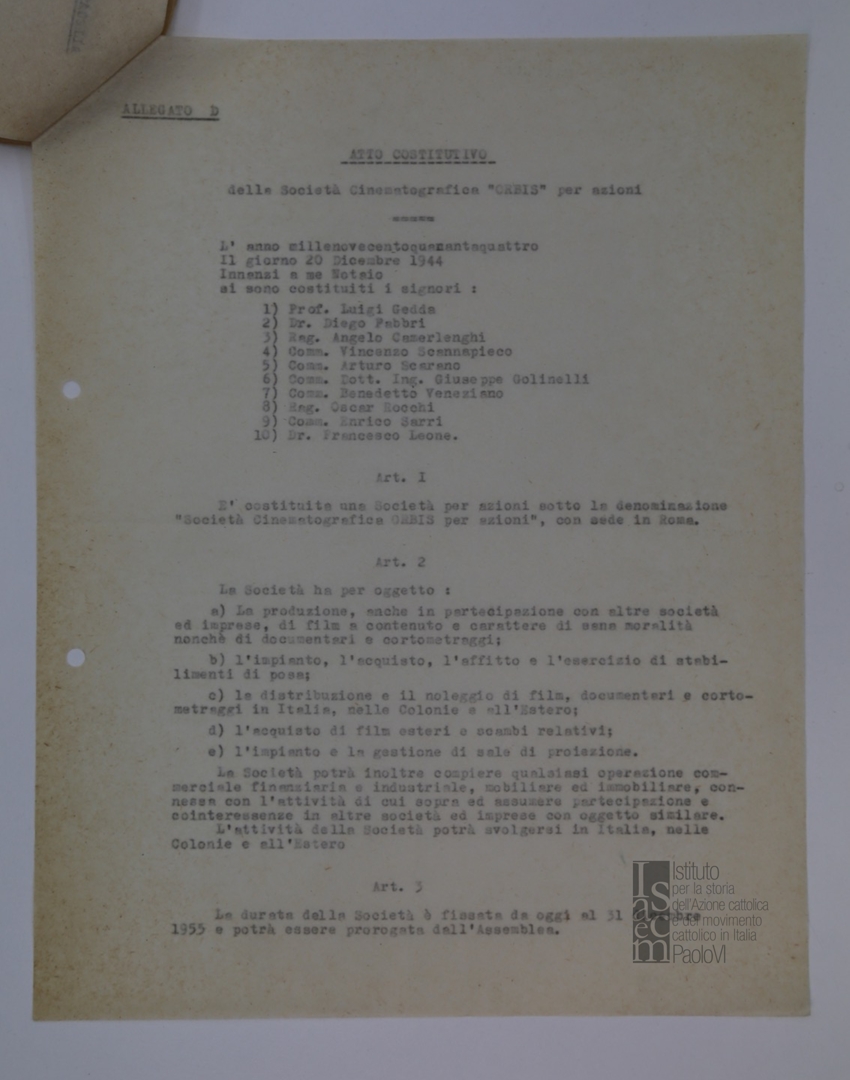 ALLEGATO D
ATTO COSTITUTIVO
della Società Cinematografica "ORBIS" per azioni
L' anno millenovecentoquarantaquattro
Il giorno 20 Dicembre 1944
Innanzi a me Notaio
si sono costituiti i signori :
1) Prof. Luigi Gedda
2) Dr. Diego Fabbri
3) Rag. Angelo Camerlenghi
4) Comm. Vincenzo Scannapieco
5) Comm. Arturo Scarano
6) Comm. Dott. Ing. Giuseppe Golinelli
7) Comm. Benedetto Veneziano
8) Rag. Oscar Rocchi
9) Comm. Enrico Sarri
10) Dr. Francesco Leone.
Art. I
E' costituita una Società per azioni sotto la denominazione
"Società Cinematografica ORBIS per azioni", con sede in Roma.
Art. 2
La Società ha per oggetto :
a) La produzione, anche in partecipazione con altre società
ed imprese, di film a contenuto e carattere di sana moralità
nonchè di documentari e cortometraggi;
b) l'impianto, l'acquisto, l'affitto e l'esercizio di stabi-
limenti di posa;
c) la distribuzione e il noleggio di film, documentari e corto-
metraggi in Italia, nelle Colonie e all'Estero;
d) l'acquisto di film esteri e scambi relativi;
e) l'impianto e la gestione di sale di proiezione.
La Società potrà inoltre compiere qualsiasi operazione com-
merciale finanziaria e industriale, mobiliare ed immobiliare, con-
nessa con l'attività di cui sopra ed assumere partecipazione e
cointeressenze in altre società ed imprese con oggetto similare.
L'attività della Società potrà svolgersi in Italia, nelle
Colonie e all'Estero
Art. 3
La durata della Società è fissata da oggi al 31
1955 e potrà essere prorogata dall'Assemblea.
Isacem
Istituto
per la storia
dell'Azione cattolica
e del movimento
cattolico in Italia
PaoloVI